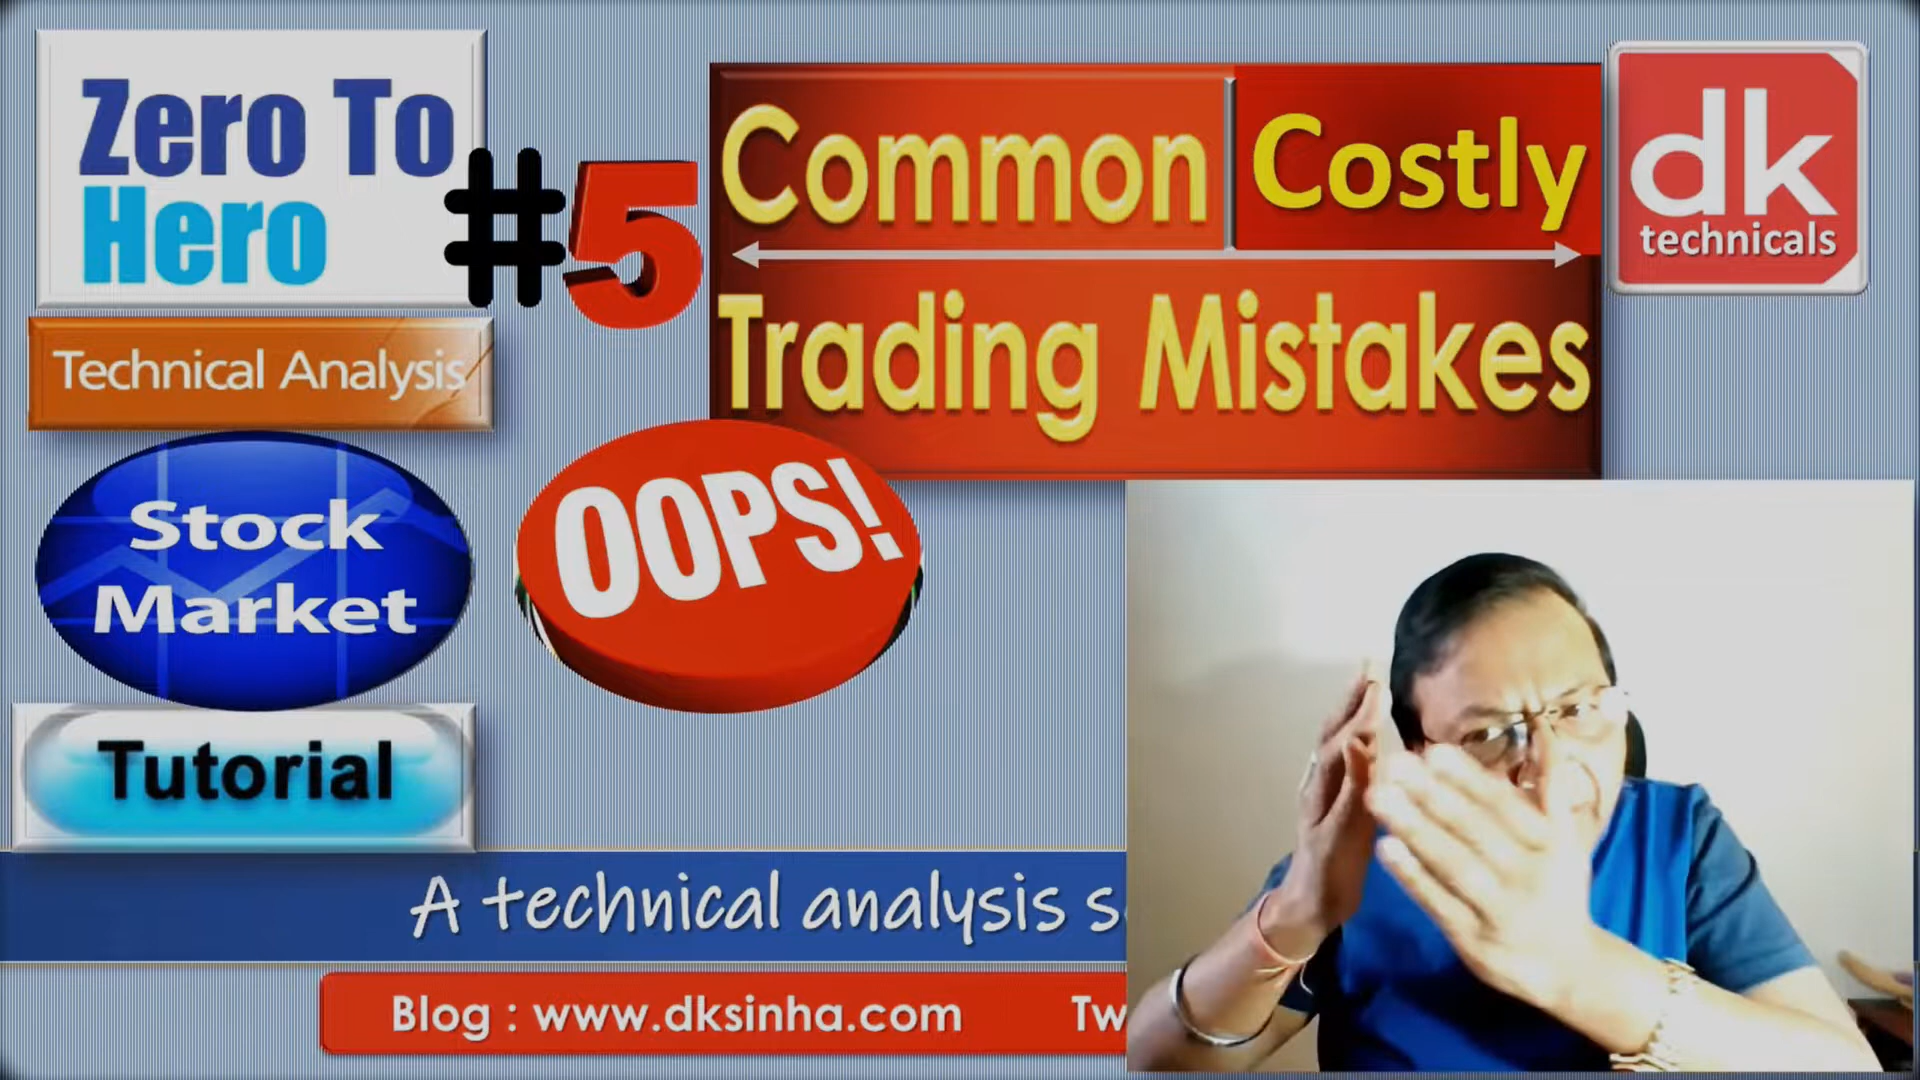 Zero To
Hero
#5
Common Costly
Trading Mistakes
dk
technicals
Technical Analysis
Stock
Market
OOPS!
Tutorial
A technical analysis
Blog : www.dksinha.com